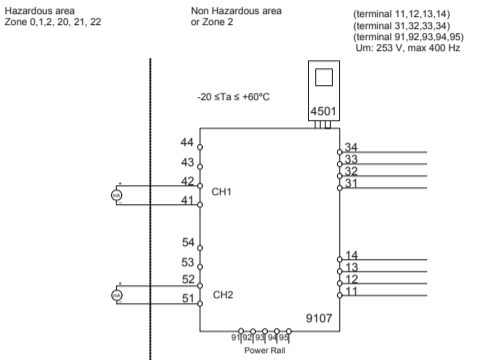 Hazardous area
Zone 0,1,2, 20, 21, 22
Non Hazardous area
or Zone 2
(terminal 11,12,13,14)
(terminal 31,32,33,34)
(terminal 91,92,93,94,95)
Um: 253 V, max 400 Hz
-20 ≤Ta ≤ +60ºC
4501
44
43
42
41
CH1
+
mA
-
34
33
32
31
54
53
52
51
CH2
+
mA
-
14
13
12
11
9107
91 92 93 94 95
Power Rail